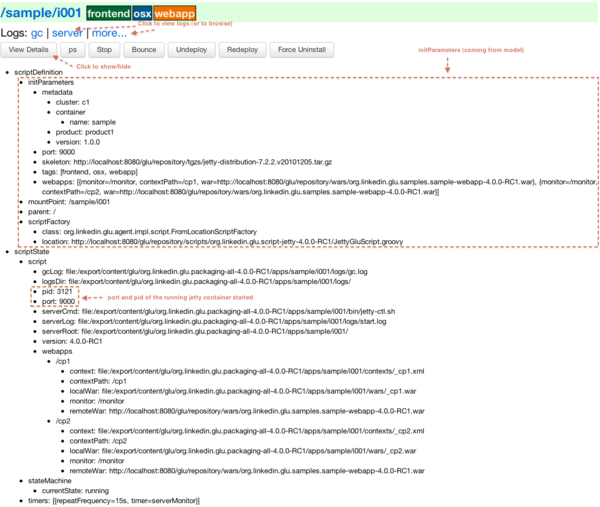 /sample/i001 frontend osx webapp
Click to view logs (or to browse)
Logs: gc | server | more...
View Details ps Stop Bounce Undeploy Redeploy Force Uninstall
initParameters (coming from model)
Click to show/hide
scriptDefinition
initParameters
metadata
cluster: c1
container
name: sample
product: product1
version: 1.0.0
port: 9000
skeleton: http://localhost:8080/glu/repository/tgzs/jetty-distribution-7.2.2.v20101205.tar.gz
tags: [frontend, osx, webapp]
webapps: [{monitor=/monitor, contextPath=/cp1, war=http://localhost:8080/glu/repository/wars/org.linkedin.glu.samples.sample-webapp-4.0.0-RC1.war}, {monitor=/monitor,
contextPath=/cp2, war=http://localhost:8080/glu/repository/wars/org.linkedin.glu.samples.sample-webapp-4.0.0-RC1.war}]
mountPoint: /sample/i001
parent: /
scriptFactory
class: org.linkedin.glu.agent.impl.script.FromLocationScriptFactory
location: http://localhost:8080/glu/repository/scripts/org.linkedin.glu.script-jetty-4.0.0-RC1/JettyGluScript.groovy
scriptState
script
gcLog: file:/export/content/glu/org.linkedin.glu.packaging-all-4.0.0-RC1/apps/sample/i001/logs/gc.log
logsDir: file:/export/content/glu/org.linkedin.glu.packaging-all-4.0.0-RC1/apps/sample/i001/logs/
pid: 3121
port: 9000
port and pid of the running jetty container started
serverCmd: file:/export/content/glu/org.linkedin.glu.packaging-all-4.0.0-RC1/apps/sample/i001/bin/jetty-ctl.sh
serverLog: file:/export/content/glu/org.linkedin.glu.packaging-all-4.0.0-RC1/apps/sample/i001/logs/start.log
serverRoot: file:/export/content/glu/org.linkedin.glu.packaging-all-4.0.0-RC1/apps/sample/i001/
version: 4.0.0-RC1
webapps
/cp1
context: file:/export/content/glu/org.linkedin.glu.packaging-all-4.0.0-RC1/apps/sample/i001/contexts/_cp1.xml
contextPath: /cp1
localWar: file:/export/content/glu/org.linkedin.glu.packaging-all-4.0.0-RC1/apps/sample/i001/wars/_cp1.war
monitor: /monitor
remoteWar: http://localhost:8080/glu/repository/wars/org.linkedin.glu.samples.sample-webapp-4.0.0-RC1.war
/cp2
context: file:/export/content/glu/org.linkedin.glu.packaging-all-4.0.0-RC1/apps/sample/i001/contexts/_cp2.xml
contextPath: /cp2
localWar: file:/export/content/glu/org.linkedin.glu.packaging-all-4.0.0-RC1/apps/sample/i001/wars/_cp2.war
monitor: /monitor
remoteWar: http://localhost:8080/glu/repository/wars/org.linkedin.glu.samples.sample-webapp-4.0.0-RC1.war
stateMachine
currentState: running
timers: [{repeatFrequency=15s, timer=serverMonitor}]